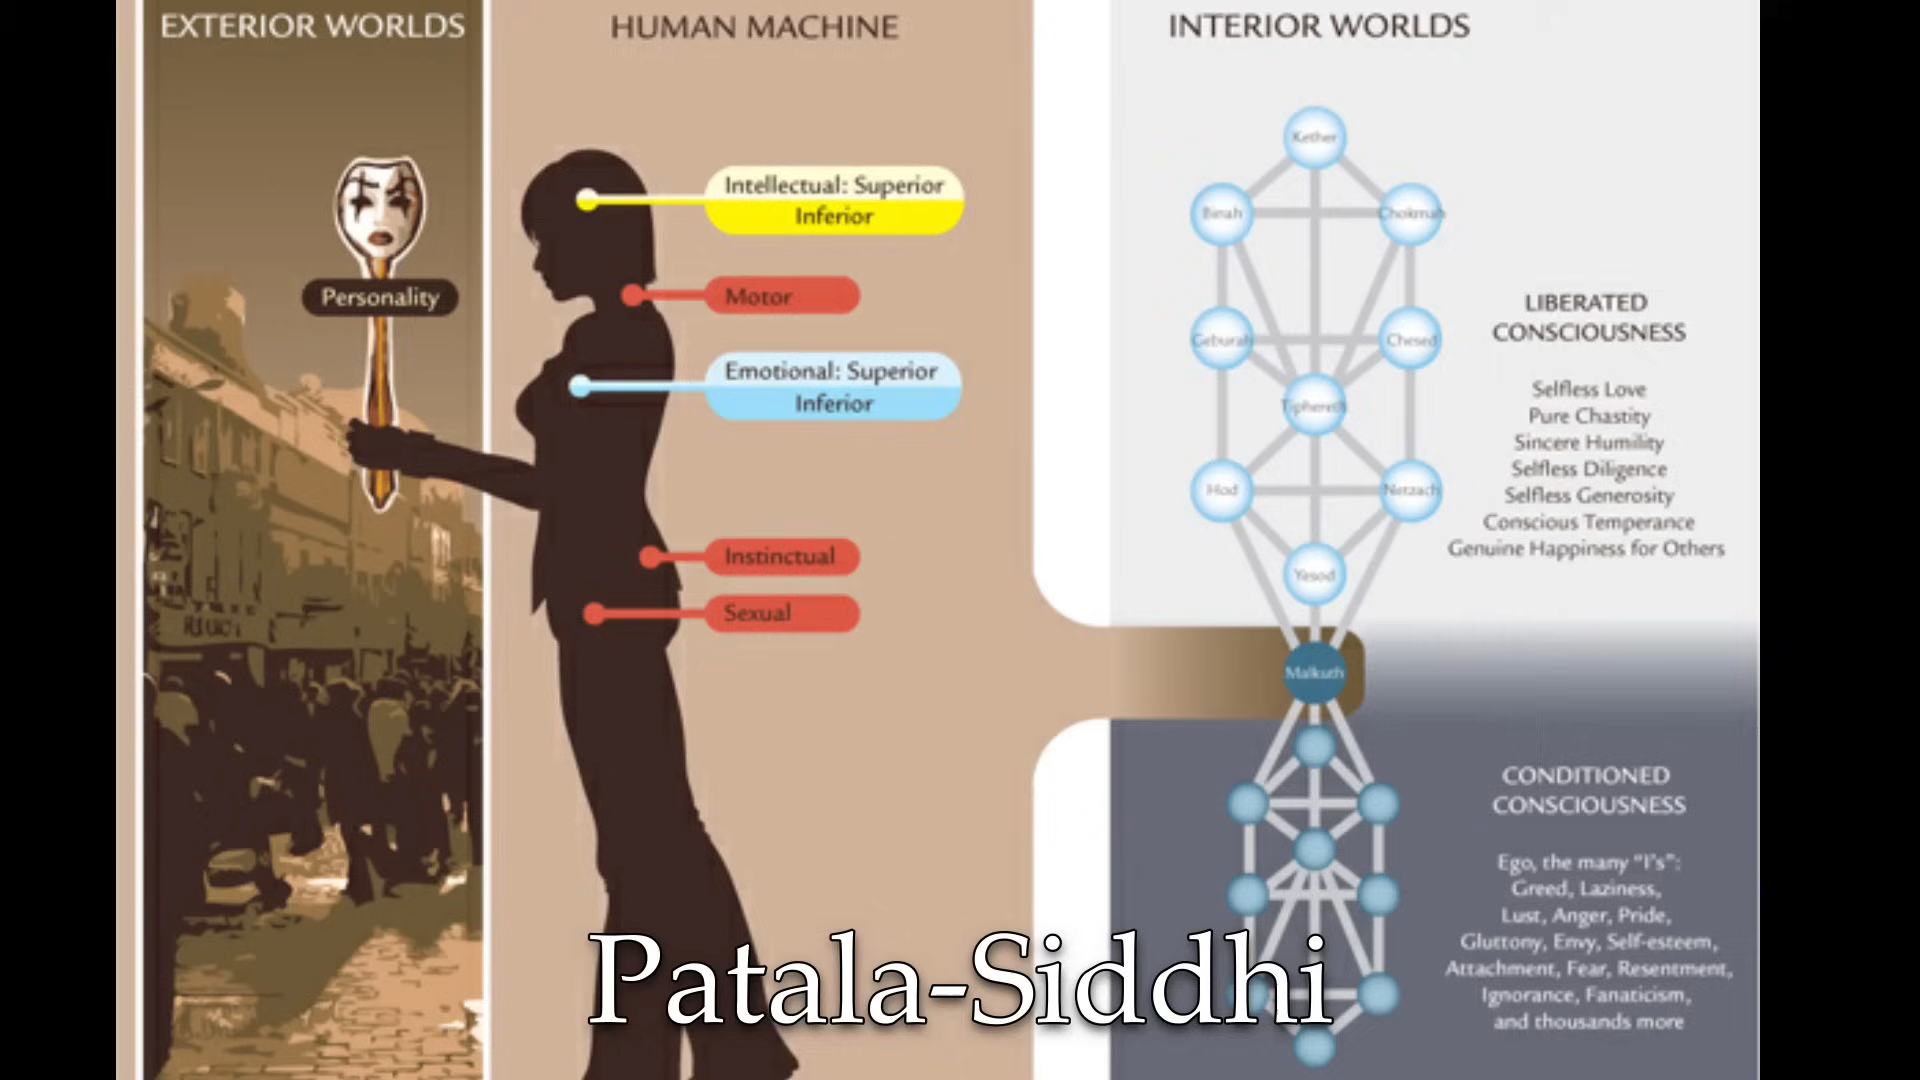 EXTERIOR WORLDS
Personality
HUMAN MACHINE
Intellectual: Superior
Inferior
Motor
Emotional: Superior
Inferior
Instinctual
Sexual
INTERIOR WORLDS
Kether
Binah
Chokmah
Geburah
Chesed
Tiphereth
Hod
Netzach
Yesod
Malkuth
LIBERATED
CONSCIOUSNESS
Selfless Love
Pure Chastity
Sincere Humility
Selfless Diligence
Selfless Generosity
Conscious Temperance
Genuine Happiness for Others
CONDITIONED
CONSCIOUSNESS
Ego, the many “I’s”:
Greed, Laziness,
Lust, Anger, Pride,
Gluttony, Envy, Self-esteem,
Attachment, Fear, Resentment,
Ignorance, Fanaticism,
and thousands more
Patala-Siddhi